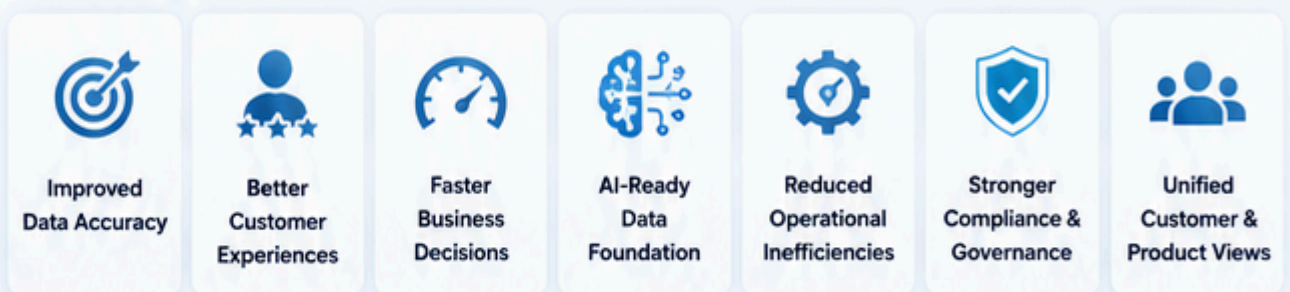 Improved
Data Accuracy
Better
Customer
Experiences
Faster
Business
Decisions
AI-Ready
Data
Foundation
Reduced
Operational
Inefficiencies
Stronger
Compliance &
Governance
Unified
Customer &
Product Views